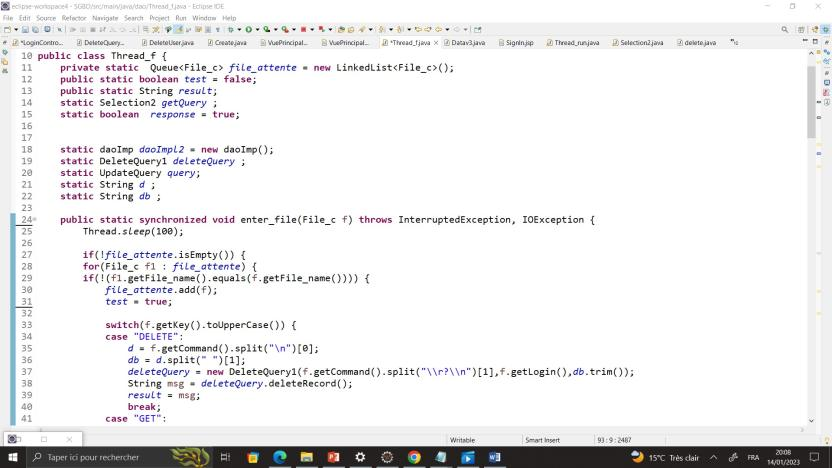 eclipse-workspace4 - SGBD/src/main/java/dao/Thread_f.java - Eclipse IDE
File Edit Source Refactor Navigate Search Project Run Window Help
*LoginContro... DeleteQuery... DeleteUser.java Create.java VuePrincipal... VuePrincipal... *Thread_f.java Datav3.java SignIn.jsp Thread_run.java Selection2.java delete.java
10 public class Thread_f {
11 private static Queue<File_c> file_attente = new LinkedList<File_c>();
12 public static boolean test = false;
13 public static String result;
14 static Selection2 getQuery ;
15 static boolean response = true;
16
17
18 static daoImp daoImpl2 = new daoImp();
19 static DeleteQuery1 deleteQuery ;
20 static UpdateQuery query;
21 static String d ;
22 static String db ;
23
24 public static synchronized void enter_file(File_c f) throws InterruptedException, IOException {
25 Thread.sleep(100);
26
27 if(!file_attente.isEmpty()) {
28 for(File_c f1 : file_attente) {
29 if(!(f1.getFile_name().equals(f.getFile_name()))) {
30 file_attente.add(f);
31 test = true;
32
33 switch(f.getKey().toUpperCase()) {
34 case "DELETE":
35 d = f.getCommand().split("\n")[0];
36 db = d.split(" ")[1];
37 deleteQuery = new DeleteQuery1(f.getCommand().split("\\r?\\n")[1],f.getLogin(),db.trim());
38 String msg = deleteQuery.deleteRecord();
39 result = msg;
40 break;
41 case "GET":
Writable Smart Insert 93 : 9 : 2487
Taper ici pour rechercher 15°C Très clair FRA 20:08
14/01/2023